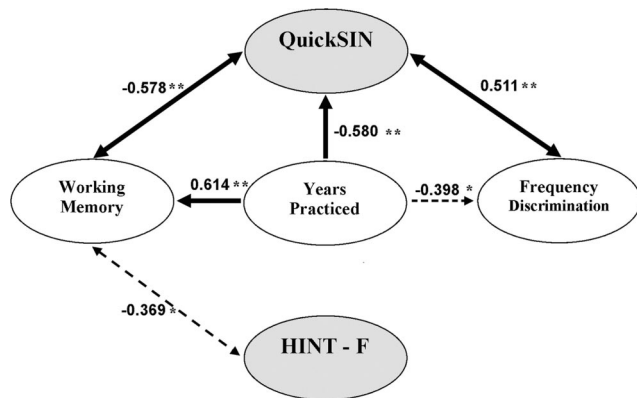 QuickSIN
-0.578 **
0.511 **
-0.580 **
Working
Memory
0.614 **
Years
Practiced
-0.398 *
Frequency
Discrimination
-0.369 *
HINT - F